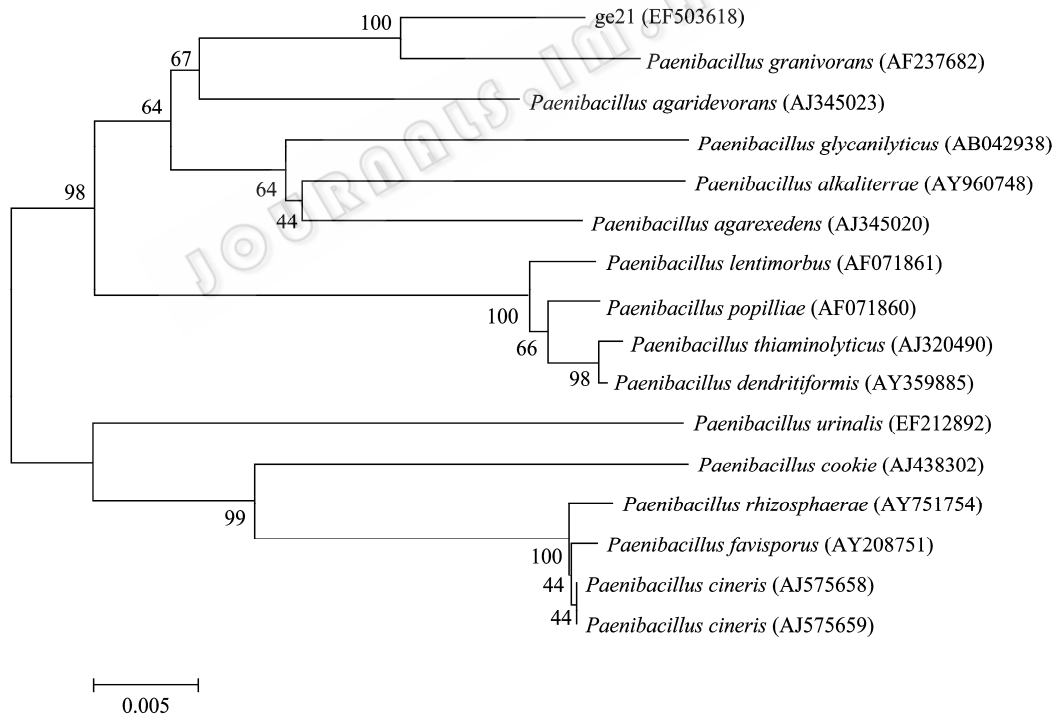 100
ge21 (EF503618)
67
Paenibacillus granivorans (AF237682)
64
Paenibacillus agaridevorans (AJ345023)
Paenibacillus glycanilyticus (AB042938)
98
64
Paenibacillus alkaliterrae (AY960748)
44
Paenibacillus agarexedens (AJ345020)
Paenibacillus lentimorbus (AF071861)
100
Paenibacillus popilliae (AF071860)
66
Paenibacillus thiaminolyticus (AJ320490)
98
Paenibacillus dendritiformis (AY359885)
Paenibacillus urinalis (EF212892)
Paenibacillus cookie (AJ438302)
99
Paenibacillus rhizosphaerae (AY751754)
100
Paenibacillus favisporus (AY208751)
44
Paenibacillus cineris (AJ575658)
44
Paenibacillus cineris (AJ575659)
0.005
JOURNALS.IM.